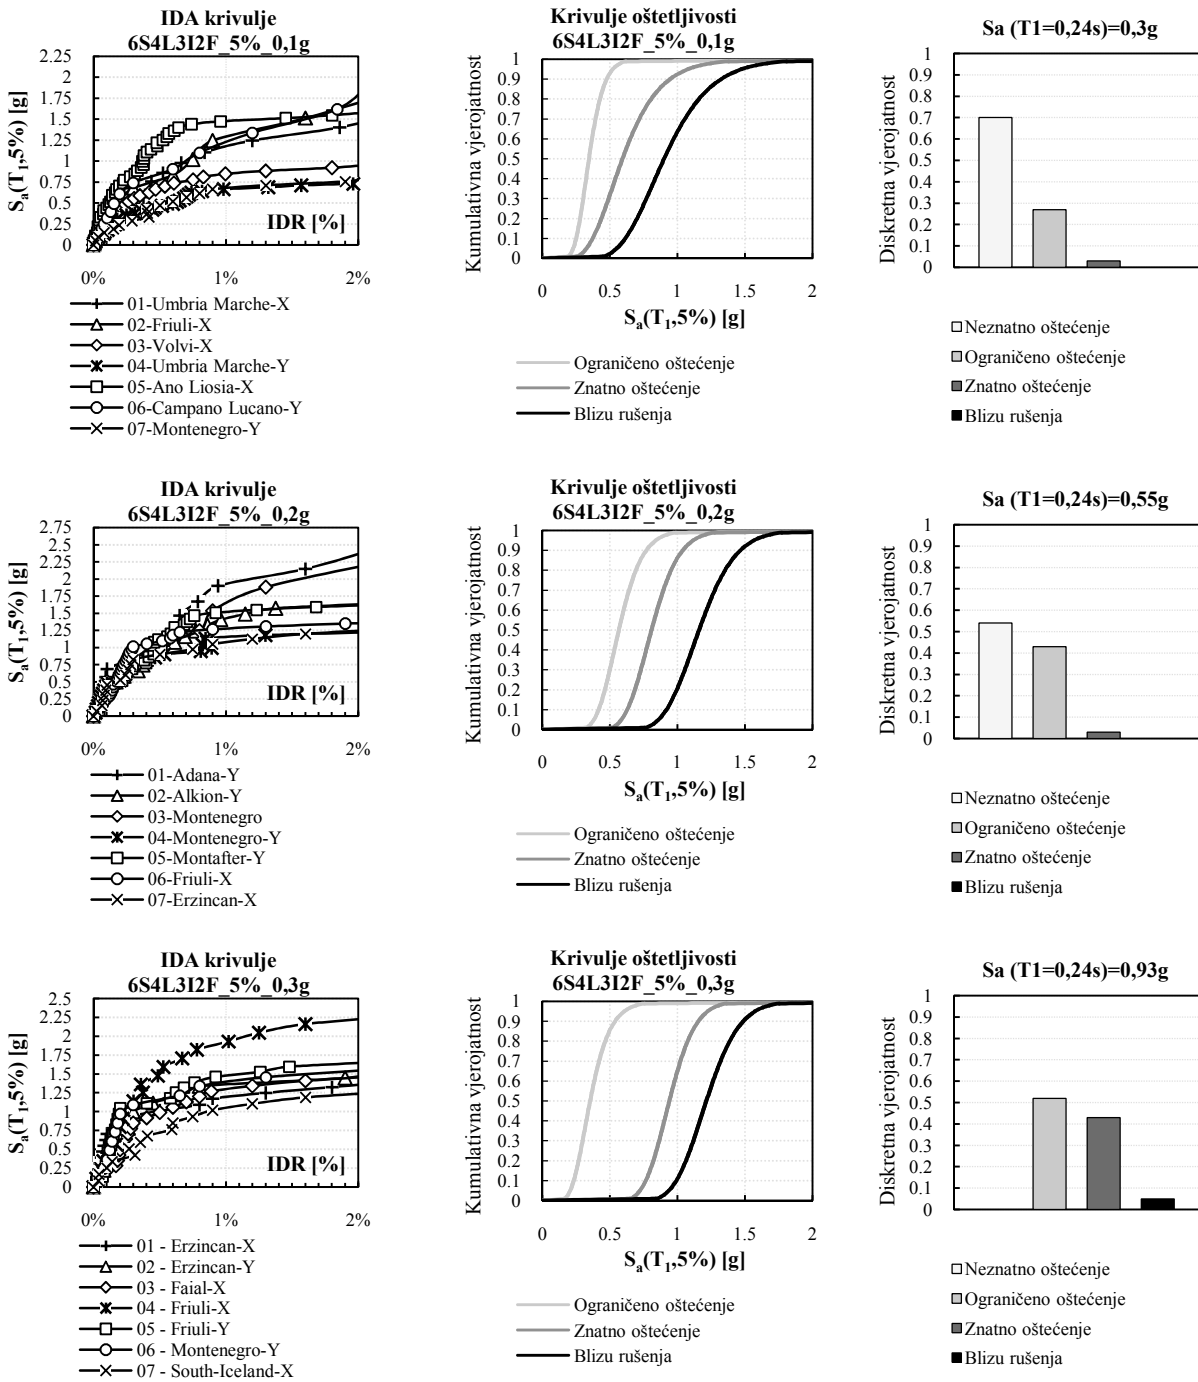 IDA krivulje
6S4L3I2F_5%_0,1g
2.25
2
1.75
1.5
1.25
1
0.75
0.5
0.25
0
Sa(T1,5%) [g]
IDR [%]
0% 1% 2%
01-Umbria Marche-X
02-Friuli-X
03-Volvi-X
04-Umbria Marche-Y
05-Ano Liosia-X
06-Campano Lucano-Y
07-Montenegro-Y
Krivulje oštetljivosti
6S4L3I2F_5%_0,1g
1
0.9
0.8
0.7
0.6
0.5
0.4
0.3
0.2
0.1
0
Kumulativna vjerojatnost
0 0.5 1 1.5 2
Sa(T1,5%) [g]
Ograničeno oštećenje
Znatno oštećenje
Blizu rušenja
Sa (T1=0,24s)=0,3g
1
0.9
0.8
0.7
0.6
0.5
0.4
0.3
0.2
0.1
0
Diskretna vjerojatnost
Neznatno oštećenje
Ograničeno oštećenje
Znatno oštećenje
Blizu rušenja
IDA krivulje
6S4L3I2F_5%_0,2g
2.75
2.5
2.25
2
1.75
1.5
1.25
1
0.75
0.5
0.25
0
Sa(T1,5%) [g]
IDR [%]
0% 1% 2%
01-Adana-Y
02-Alkion-Y
03-Montenegro
04-Montenegro-Y
05-Montafter-Y
06-Friuli-X
07-Erzincan-X
Krivulje oštetljivosti
6S4L3I2F_5%_0,2g
1
0.9
0.8
0.7
0.6
0.5
0.4
0.3
0.2
0.1
0
Kumulativna vjerojatnost
0 0.5 1 1.5 2
Sa(T1,5%) [g]
Ograničeno oštećenje
Znatno oštećenje
Blizu rušenja
Sa (T1=0,24s)=0,55g
1
0.9
0.8
0.7
0.6
0.5
0.4
0.3
0.2
0.1
0
Diskretna vjerojatnost
Neznatno oštećenje
Ograničeno oštećenje
Znatno oštećenje
Blizu rušenja
IDA krivulje
6S4L3I2F_5%_0,3g
2.5
2.25
2
1.75
1.5
1.25
1
0.75
0.5
0.25
0
Sa(T1,5%) [g]
IDR [%]
0% 1% 2%
01 - Erzincan-X
02 - Erzincan-Y
03 - Faial-X
04 - Friuli-X
05 - Friuli-Y
06 - Montenegro-Y
07 - South-Iceland-X
Krivulje oštetljivosti
6S4L3I2F_5%_0,3g
1
0.9
0.8
0.7
0.6
0.5
0.4
0.3
0.2
0.1
0
Kumulativna vjerojatnost
0 0.5 1 1.5 2
Sa(T1,5%) [g]
Ograničeno oštećenje
Znatno oštećenje
Blizu rušenja
Sa (T1=0,24s)=0,93g
1
0.9
0.8
0.7
0.6
0.5
0.4
0.3
0.2
0.1
0
Diskretna vjerojatnost
Neznatno oštećenje
Ograničeno oštećenje
Znatno oštećenje
Blizu rušenja